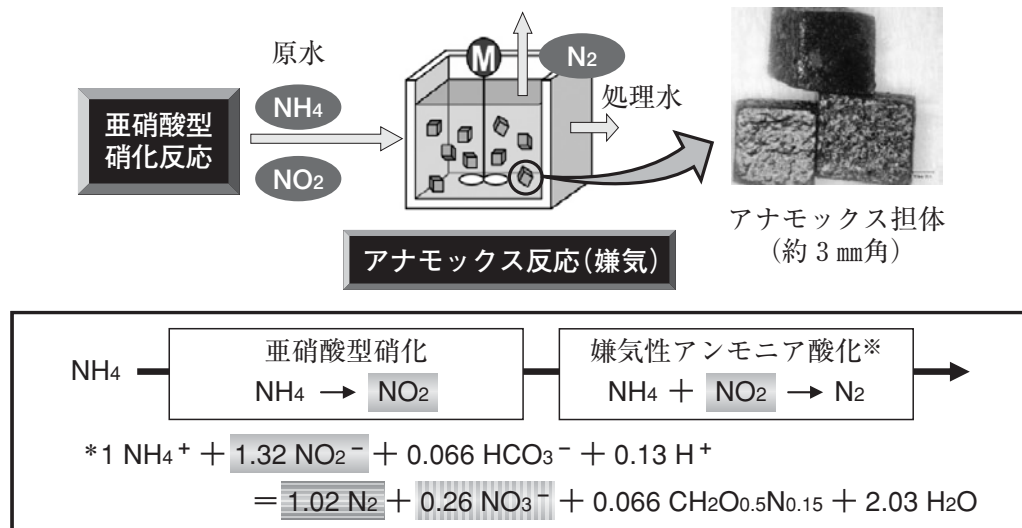 原水
亜硝酸型
硝化反応
NH4
NO2
M
N2
処理水
アナモックス担体
（約 3 ㎜角）
アナモックス反応（嫌気）
NH4
亜硝酸型硝化
NH4 → NO2
嫌気性アンモニア酸化※
NH4 ＋ NO2 → N2
*1 NH4⁺ ＋ 1.32 NO2⁻ ＋ 0.066 HCO3⁻ ＋ 0.13 H⁺
＝ 1.02 N2 ＋ 0.26 NO3⁻ ＋ 0.066 CH2O0.5N0.15 ＋ 2.03 H2O